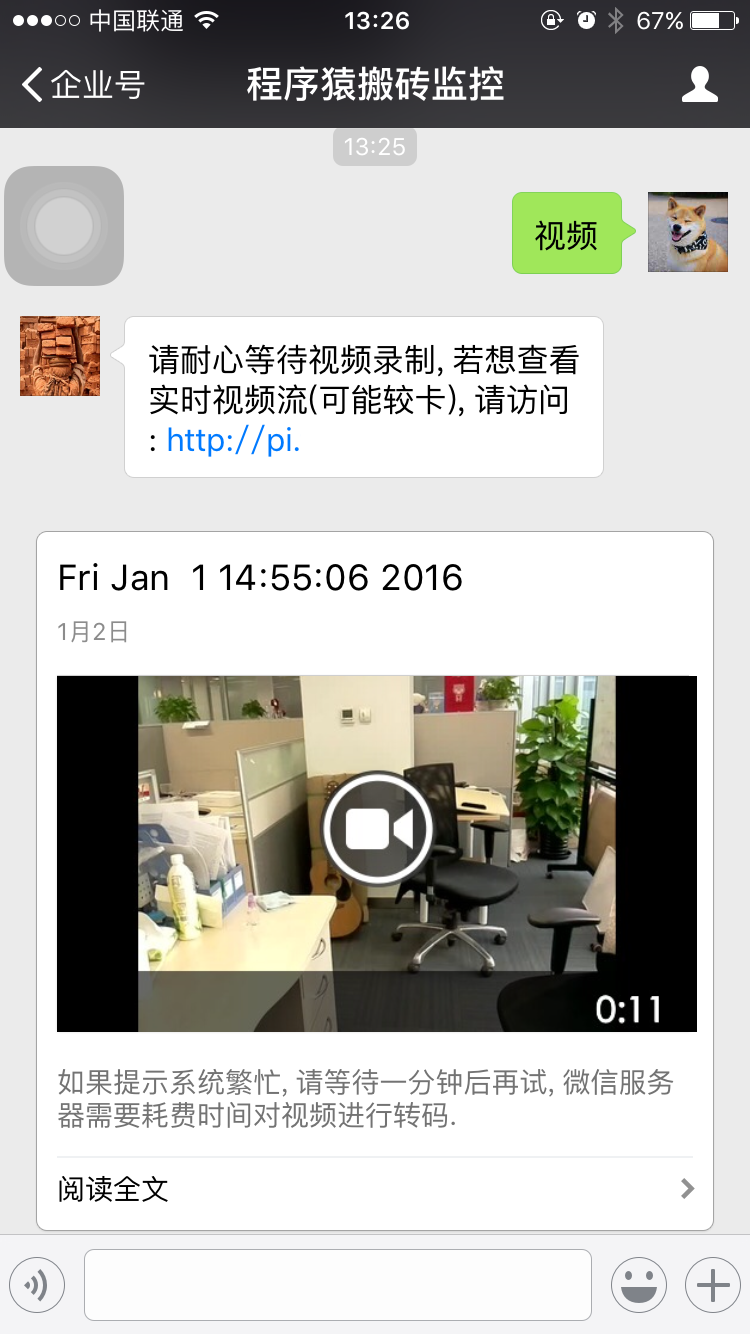 中国联通 13:26 67%
企业号 程序猿搬砖监控
13:25
视频
请耐心等待视频录制, 若想查看
实时视频流(可能较卡), 请访问
: http://pi.
Fri Jan  1 14:55:06 2016
1月2日
0:11
如果提示系统繁忙, 请等待一分钟后再试, 微信服务
器需要耗费时间对视频进行转码.
阅读全文